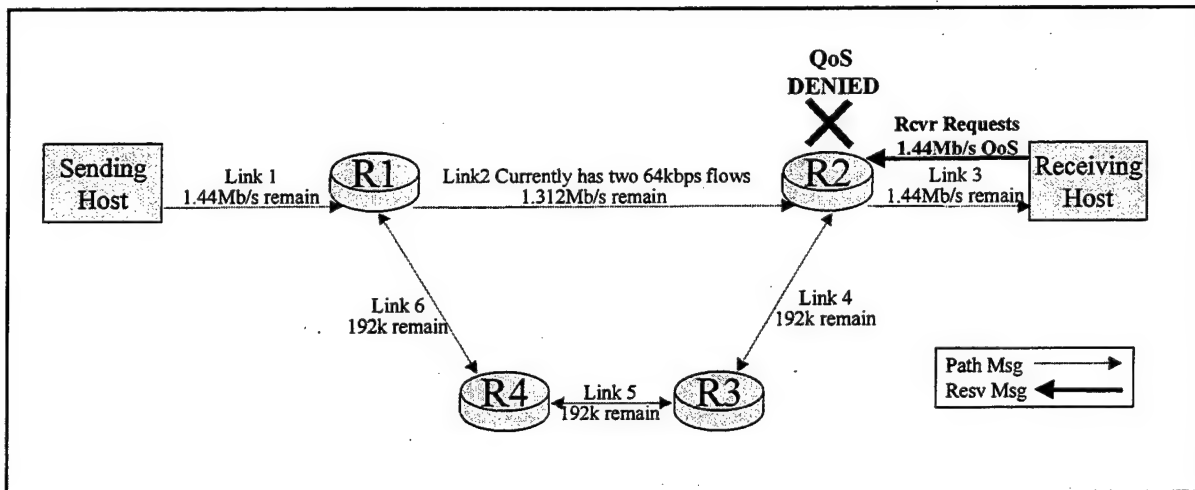 QoS
DENIED
Rcvr Requests
1.44Mb/s QoS
Sending
Host
Link 1
1.44Mb/s remain
R1
Link2 Currently has two 64kbps flows
1.312Mb/s remain
R2
Link 3
1.44Mb/s remain
Receiving
Host
Link 6
192k remain
Link 4
192k remain
R4
Link 5
192k remain
R3
Path Msg
Resv Msg